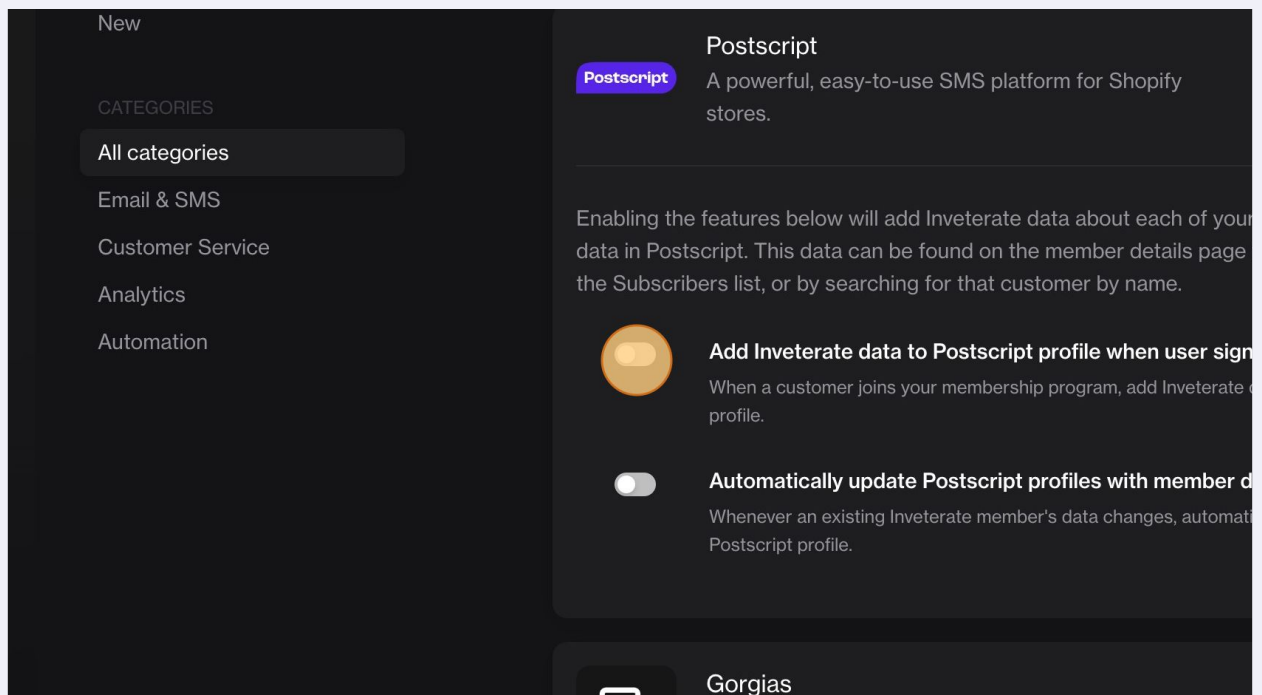 New
CATEGORIES
All categories
Email & SMS
Customer Service
Analytics
Automation
Postscript
Postscript
A powerful, easy-to-use SMS platform for Shopify
stores.
Enabling the features below will add Inveterate data about each of your
data in Postscript. This data can be found on the member details page
the Subscribers list, or by searching for that customer by name.
Add Inveterate data to Postscript profile when user sign
When a customer joins your membership program, add Inveterate
profile.
Automatically update Postscript profiles with member d
Whenever an existing Inveterate member's data changes, automati
Postscript profile.
Gorgias